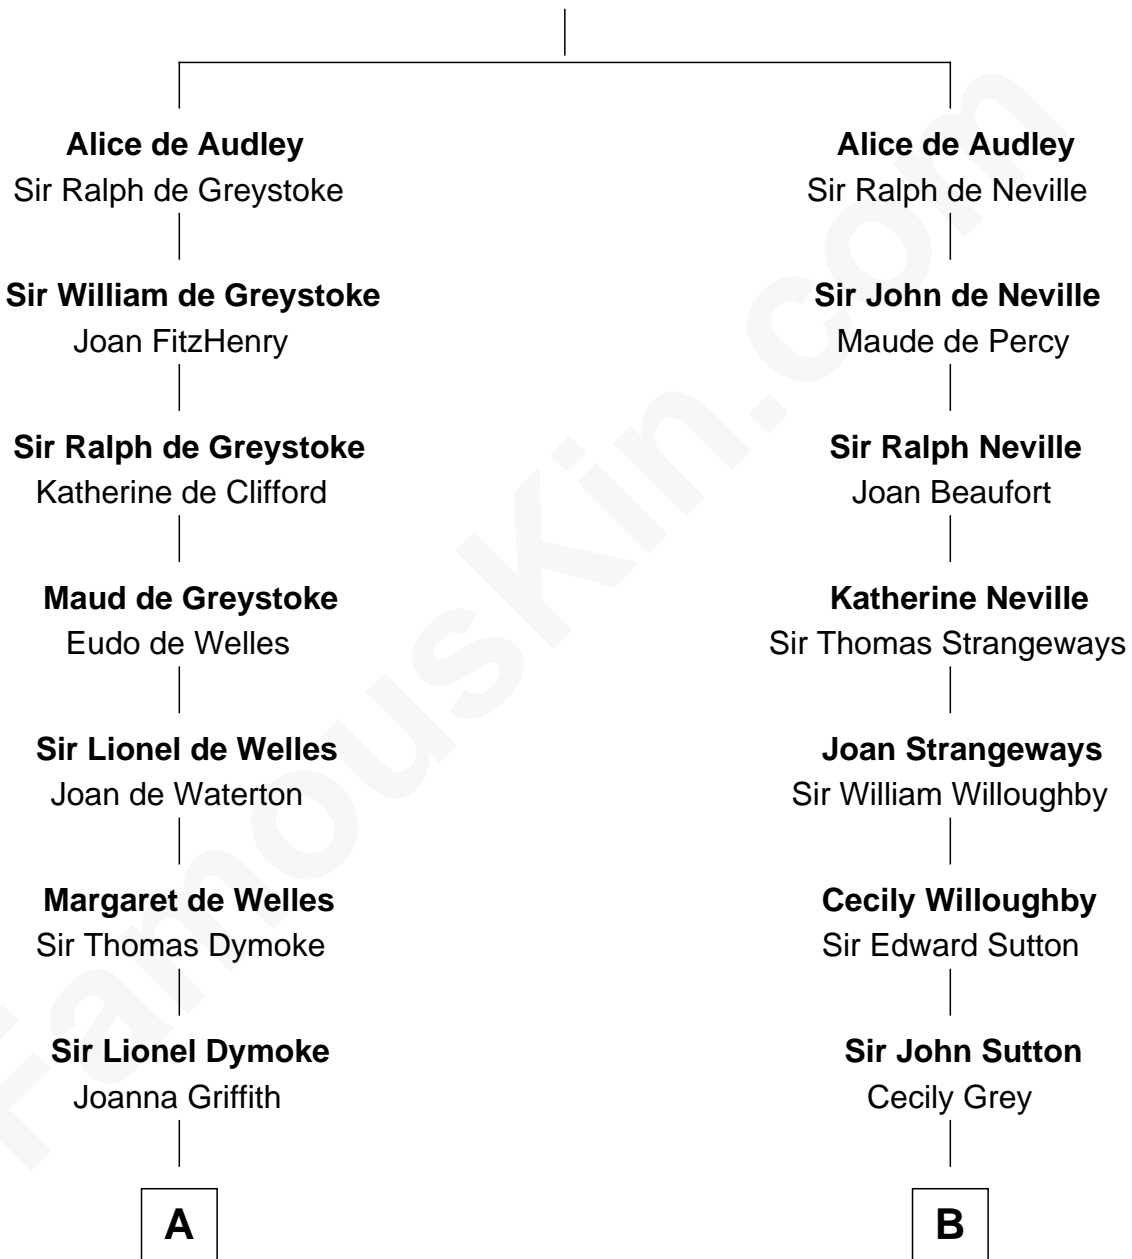 Alice de Audley
Sir Ralph de Greystoke
Sir William de Greystoke
Joan FitzHenry
Sir Ralph de Greystoke
Katherine de Clifford
Maud de Greystoke
Eudo de Welles
Sir Lionel de Welles
Joan de Waterton
Margaret de Welles
Sir Thomas Dymoke
Sir Lionel Dymoke
Joanna Griffith
A
Alice de Audley
Sir Ralph de Neville
Sir John de Neville
Maude de Percy
Sir Ralph Neville
Joan Beaufort
Katherine Neville
Sir Thomas Strangeways
Joan Strangeways
Sir William Willoughby
Cecily Willoughby
Sir Edward Sutton
Sir John Sutton
Cecily Grey
B
FamousKin.com